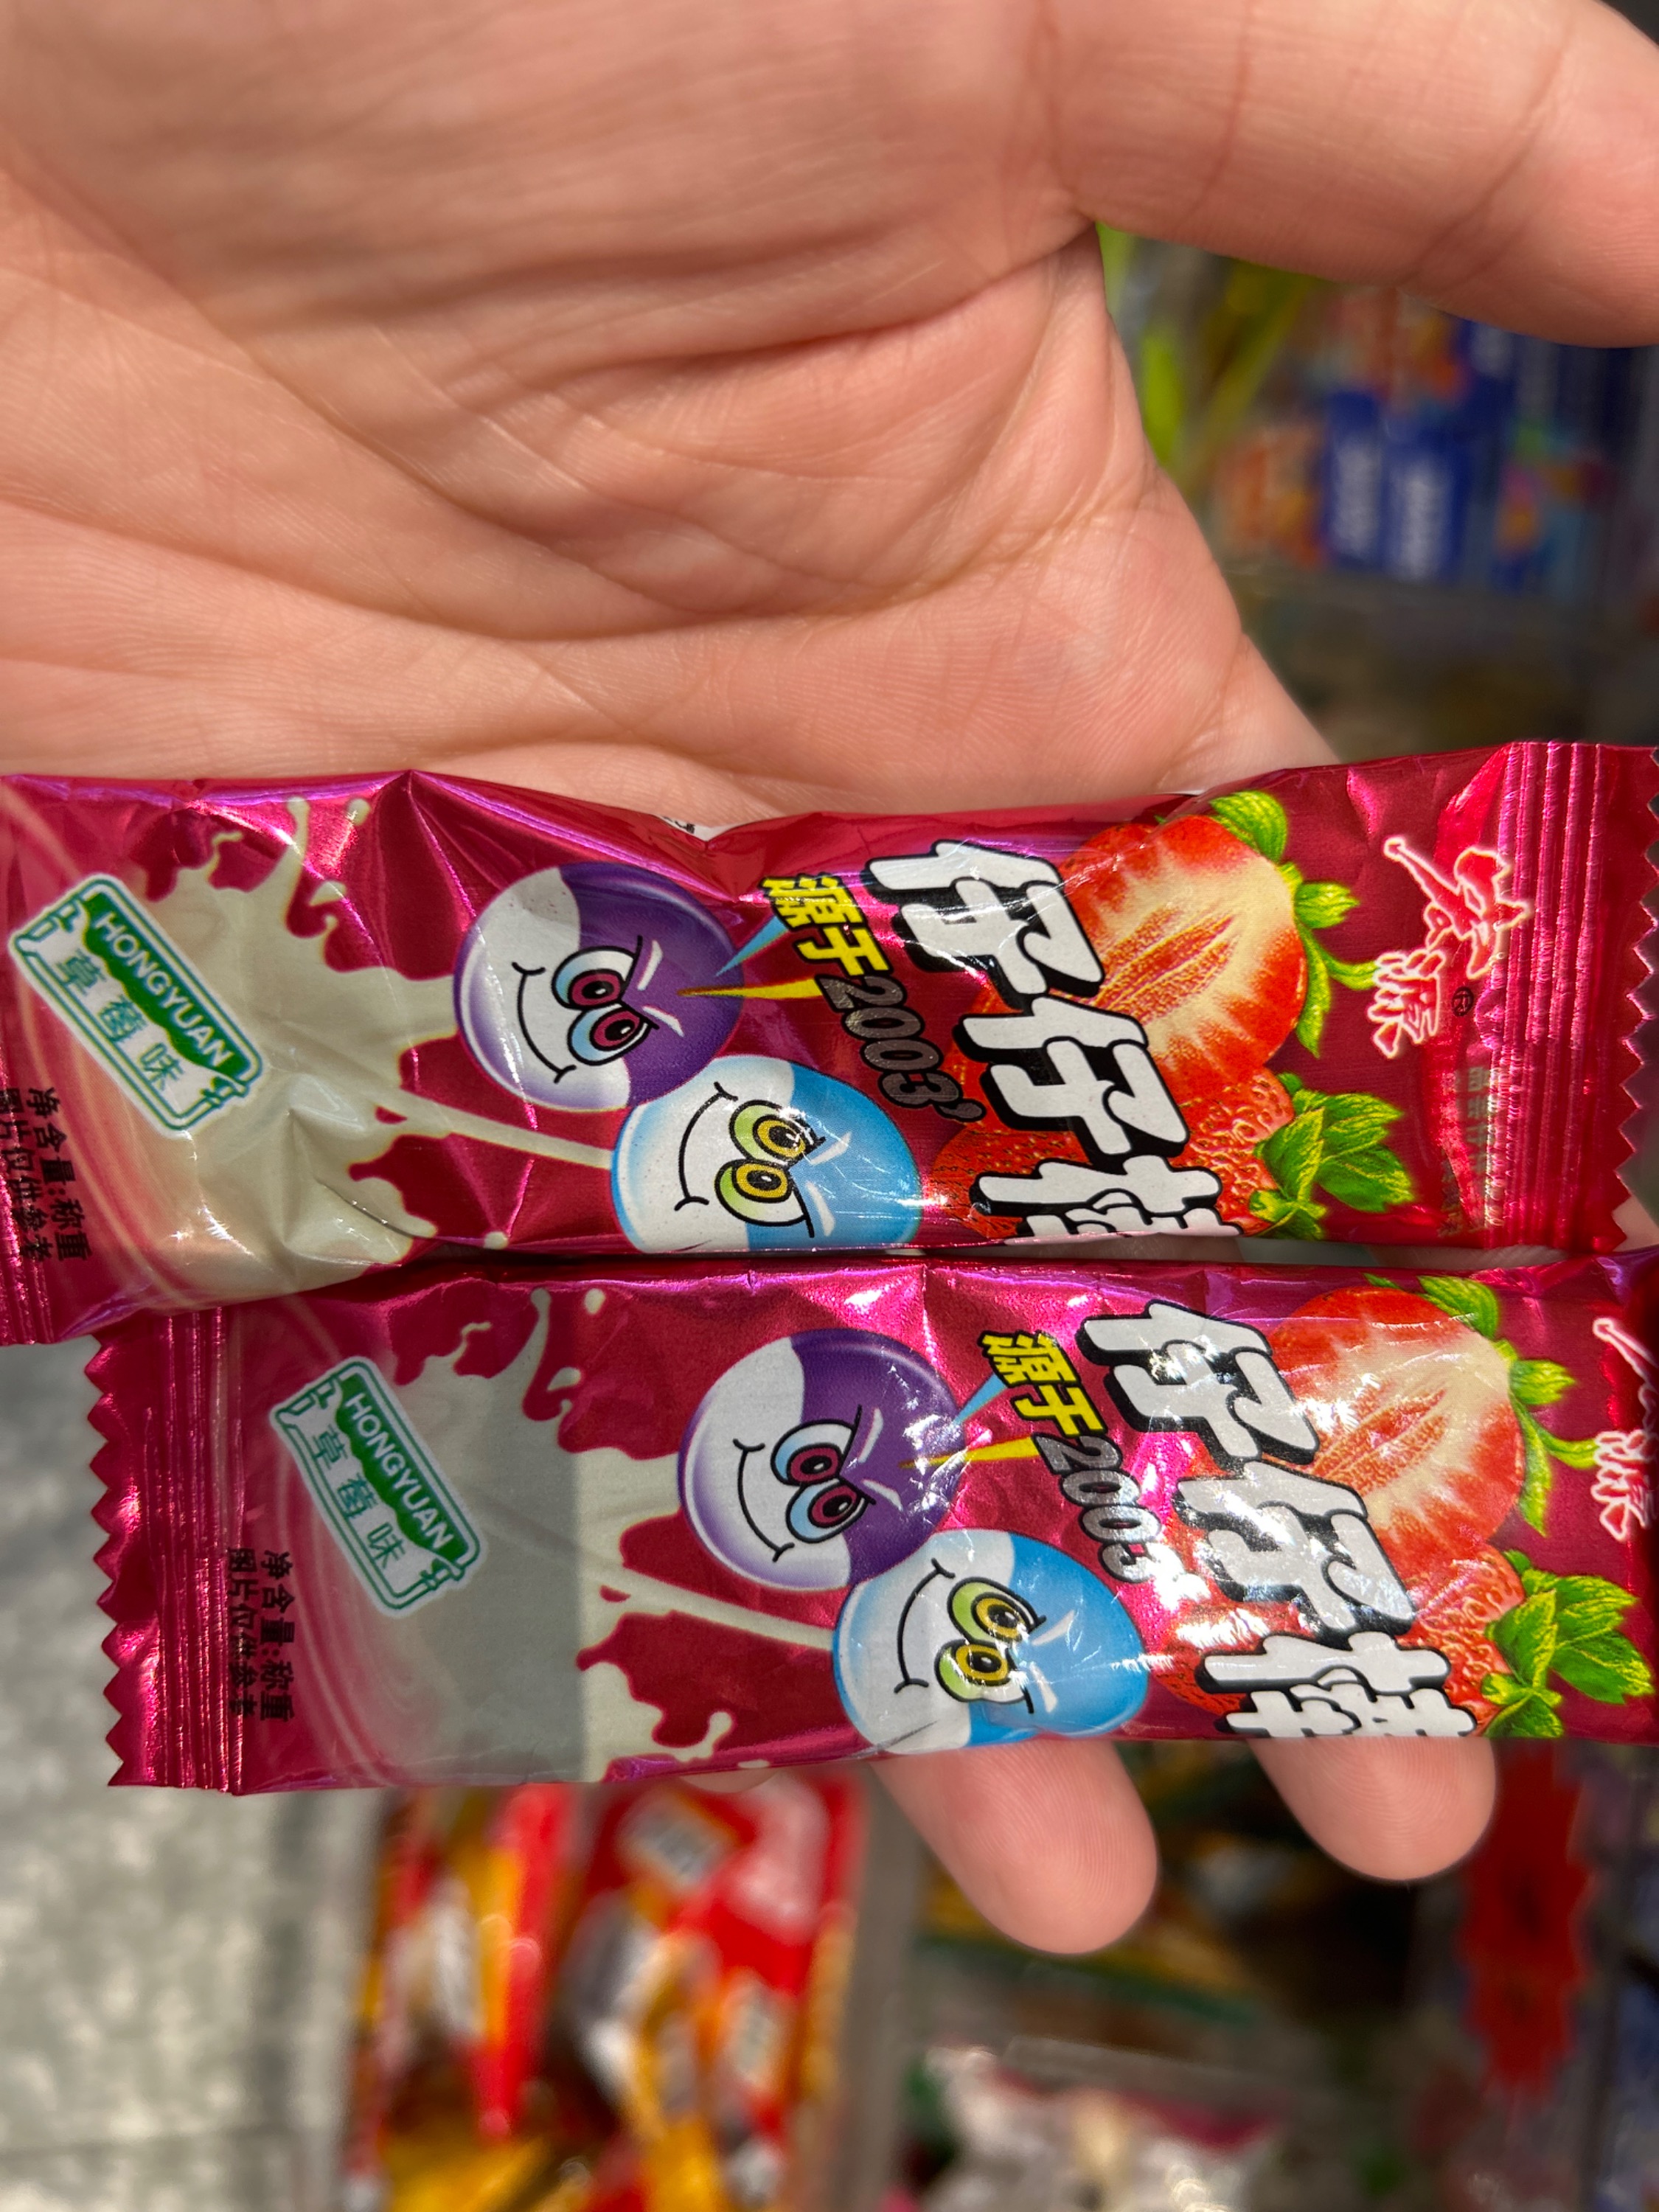 源于2003'
仔仔棒
HONGYUAN
草莓味
净含量:称重
图片仅供参考
源于2003'
仔仔棒
HONGYUAN
草莓味
净含量:称重
图片仅供参考